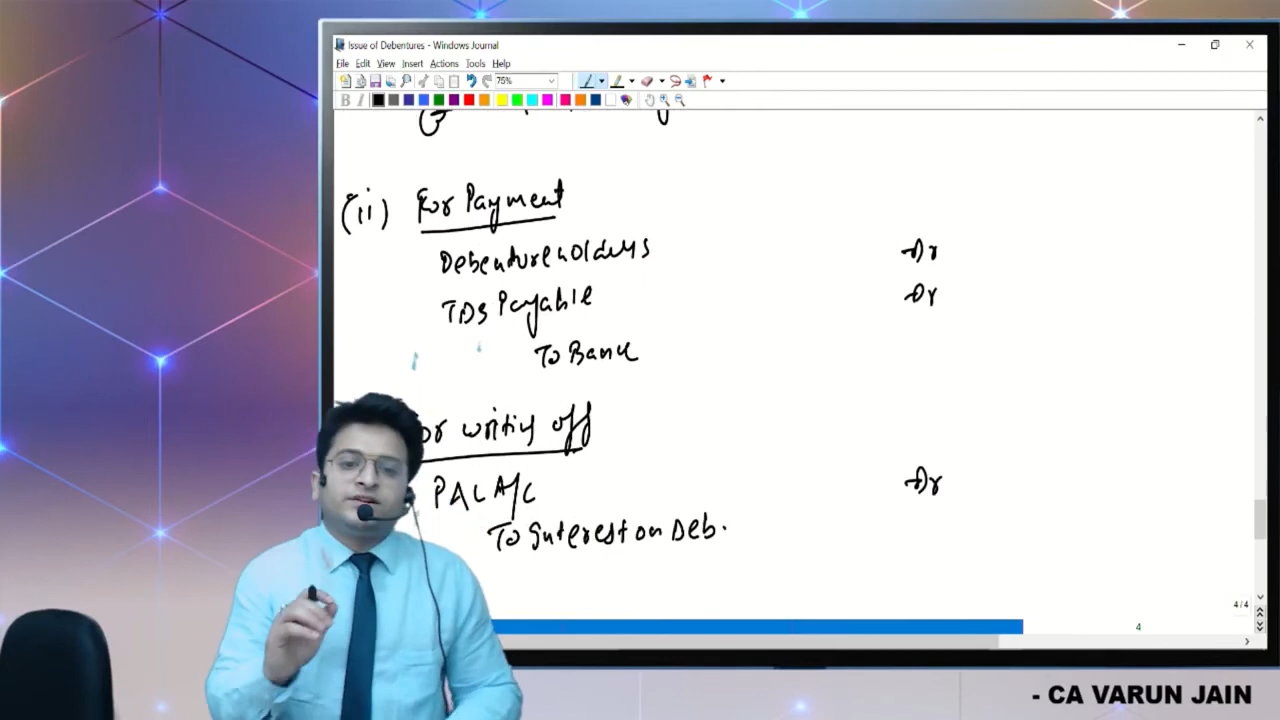 Issue of Debentures - Windows Journal
File Edit View Insert Actions Tools Help
75%
B I
(ii) For Payment
Debentureholders Dr
TDS Payable Dr
To Bank
or writing off
P&L A/C Dr
To Interest on Deb.
4/4
4
- CA VARUN JAIN